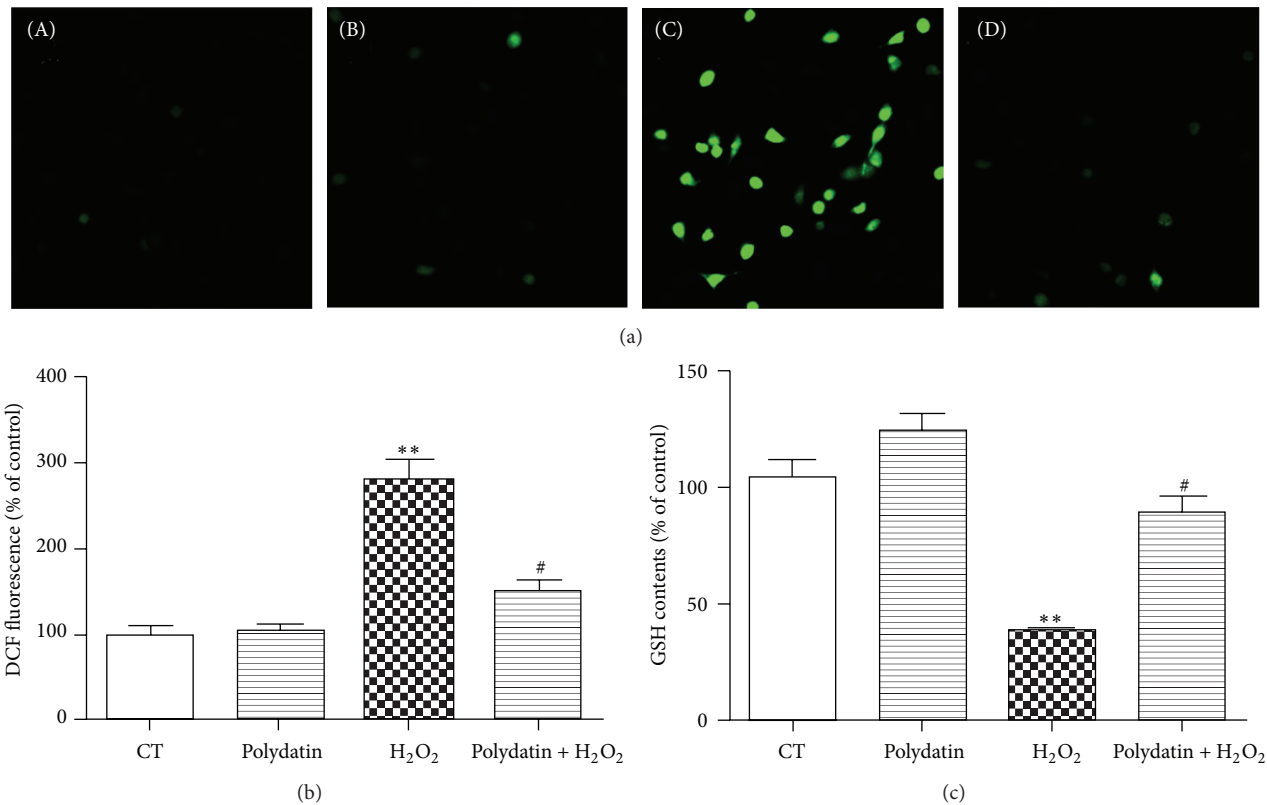 (A) (B) (C) (D)
(a)
400
300
200
100
0
DCF fluorescence (% of control)
**
#
CT Polydatin H₂O₂ Polydatin + H₂O₂
(b)
150
100
50
0
GSH contents (% of control)
**
#
CT Polydatin H₂O₂ Polydatin + H₂O₂
(c)